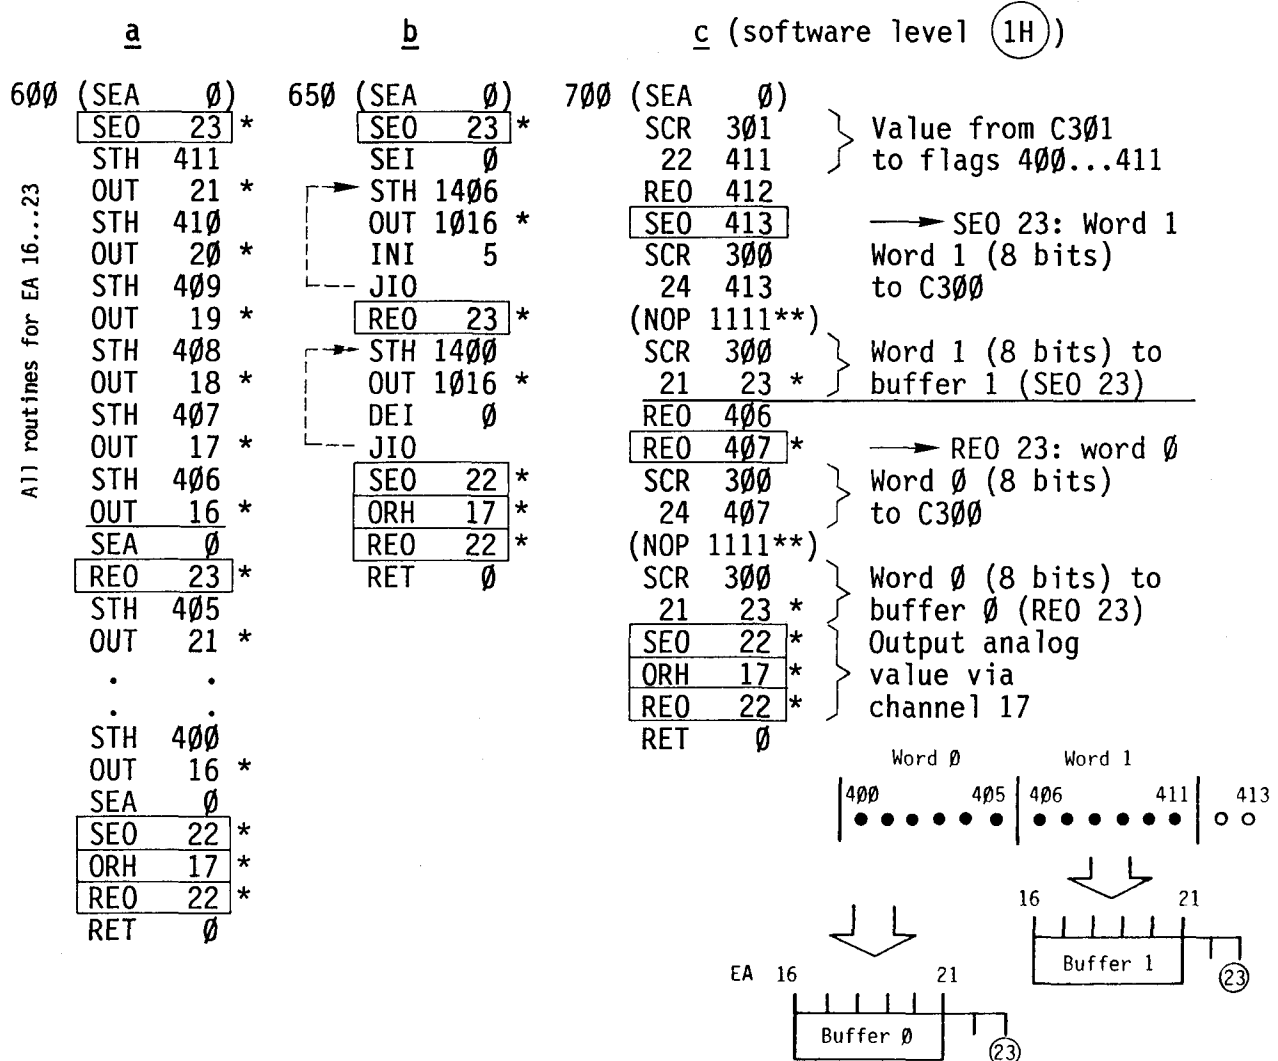 a
600 (SEA 0)
SEO 23 *
STH 411
OUT 21 *
STH 410
OUT 20 *
STH 409
OUT 19 *
STH 408
OUT 18 *
STH 407
OUT 17 *
STH 406
OUT 16 *
SEA 0
REO 23 *
STH 405
OUT 21 *
. .
. .
STH 400
OUT 16 *
SEA 0
SEO 22 *
ORH 17 *
REO 22 *
RET 0
All routines for EA 16...23
b
650 (SEA 0)
SEO 23 *
SEI 0
STH 1406
OUT 1016 *
INI 5
JIO
REO 23 *
STH 1400
OUT 1016 *
DEI 0
JIO
SEO 22 *
ORH 17 *
REO 22 *
RET 0
c (software level 1H)
700 (SEA 0)
SCR 301 Value from C301
22 411 to flags 400...411
REO 412
SEO 413 SEO 23: Word 1
SCR 300 Word 1 (8 bits)
24 413 to C300
(NOP 1111**)
SCR 300 Word 1 (8 bits) to
21 23 * buffer 1 (SEO 23)
REO 406
REO 407 * REO 23: word 0
SCR 300 Word 0 (8 bits)
24 407 to C300
(NOP 1111**)
SCR 300 Word 0 (8 bits) to
21 23 * buffer 0 (REO 23)
SEO 22 * Output analog
ORH 17 * value via
REO 22 * channel 17
RET 0
Word 0 Word 1
400 405 406 411 413
16 21
Buffer 1
23
EA 16 21
Buffer 0
23